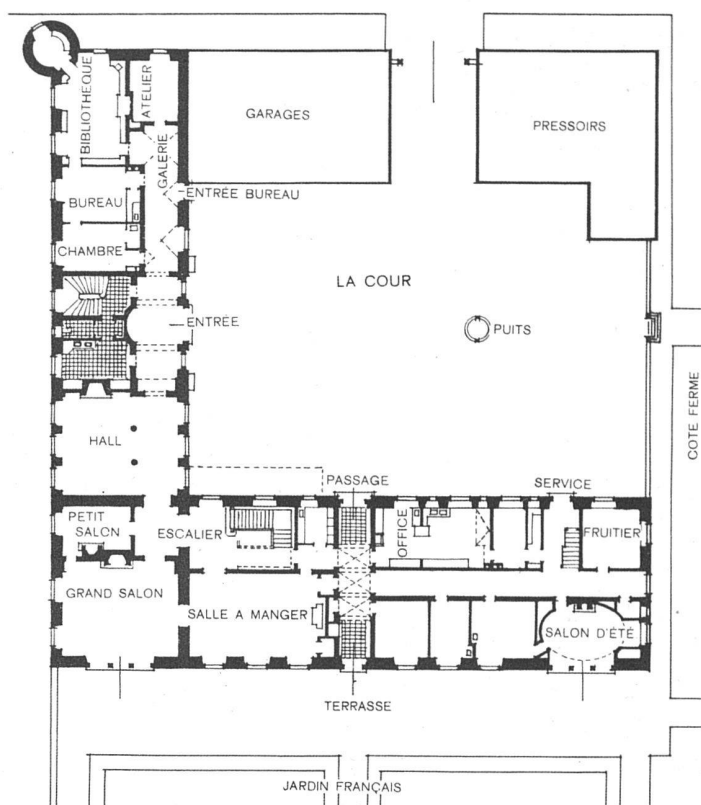 BIBLIOTHEQUE
ATELIER
GARAGES
PRESSOIRS
GALERIE
ENTRÉE BUREAU
BUREAU
CHAMBRE
LA COUR
ENTRÉE
PUITS
COTE FERME
HALL
PASSAGE
SERVICE
PETIT
SALON
ESCALIER
OFFICE
FRUITIER
GRAND SALON
SALLE A MANGER
SALON D'ÉTÉ
TERRASSE
JARDIN FRANÇAIS